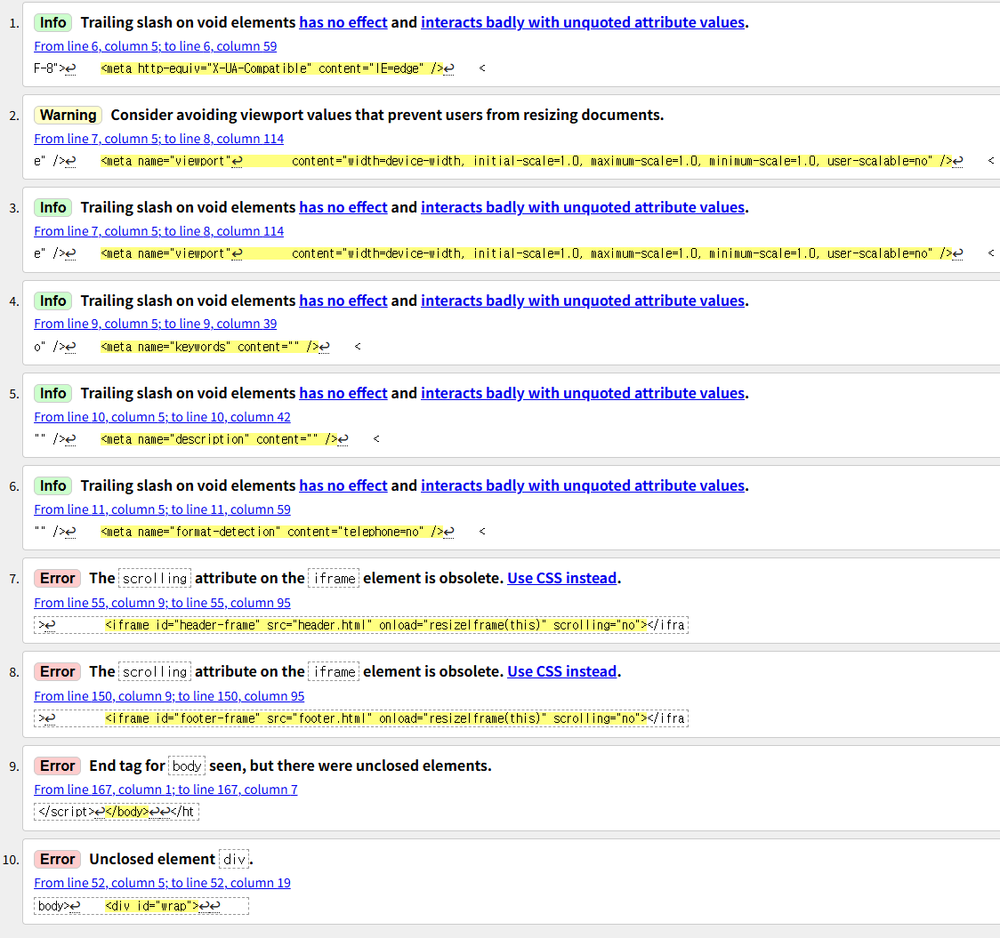 1. Info Trailing slash on void elements has no effect and interacts badly with unquoted attribute values.
From line 6, column 5; to line 6, column 59
F-8">↩ <meta http-equiv="X-UA-Compatible" content="IE=edge" />↩ <
2. Warning Consider avoiding viewport values that prevent users from resizing documents.
From line 7, column 5; to line 8, column 114
e" />↩ <meta name="viewport"↩ content="width=device-width, initial-scale=1.0, maximum-scale=1.0, minimum-scale=1.0, user-scalable=no" />↩ <
3. Info Trailing slash on void elements has no effect and interacts badly with unquoted attribute values.
From line 7, column 5; to line 8, column 114
e" />↩ <meta name="viewport"↩ content="width=device-width, initial-scale=1.0, maximum-scale=1.0, minimum-scale=1.0, user-scalable=no" />↩ <
4. Info Trailing slash on void elements has no effect and interacts badly with unquoted attribute values.
From line 9, column 5; to line 9, column 39
o" />↩ <meta name="keywords" content="" />↩ <
5. Info Trailing slash on void elements has no effect and interacts badly with unquoted attribute values.
From line 10, column 5; to line 10, column 42
"" />↩ <meta name="description" content="" />↩ <
6. Info Trailing slash on void elements has no effect and interacts badly with unquoted attribute values.
From line 11, column 5; to line 11, column 59
"" />↩ <meta name="format-detection" content="telephone=no" />↩ <
7. Error The scrolling attribute on the iframe element is obsolete. Use CSS instead.
From line 55, column 9; to line 55, column 95
>↩ <iframe id="header-frame" src="header.html" onload="resizeIframe(this)" scrolling="no"></ifra
8. Error The scrolling attribute on the iframe element is obsolete. Use CSS instead.
From line 150, column 9; to line 150, column 95
>↩ <iframe id="footer-frame" src="footer.html" onload="resizeIframe(this)" scrolling="no"></ifra
9. Error End tag for body seen, but there were unclosed elements.
From line 167, column 1; to line 167, column 7
</script>↩</body>↩↩</ht
10. Error Unclosed element div.
From line 52, column 5; to line 52, column 19
body>↩ <div id="wrap">↩↩